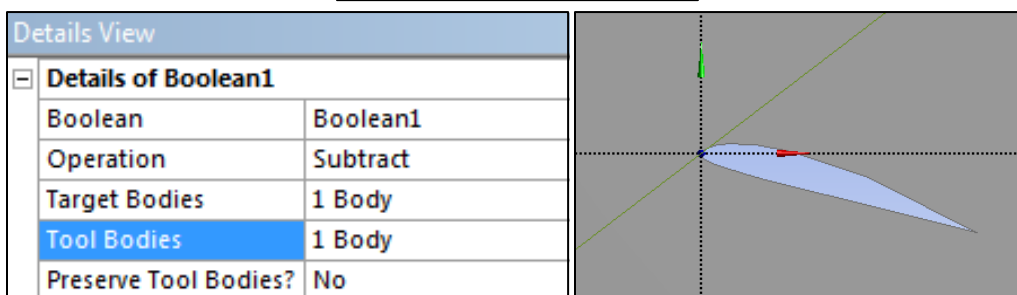 Details View
Details of Boolean1
Boolean Boolean1
Operation Subtract
Target Bodies 1 Body
Tool Bodies 1 Body
Preserve Tool Bodies? No